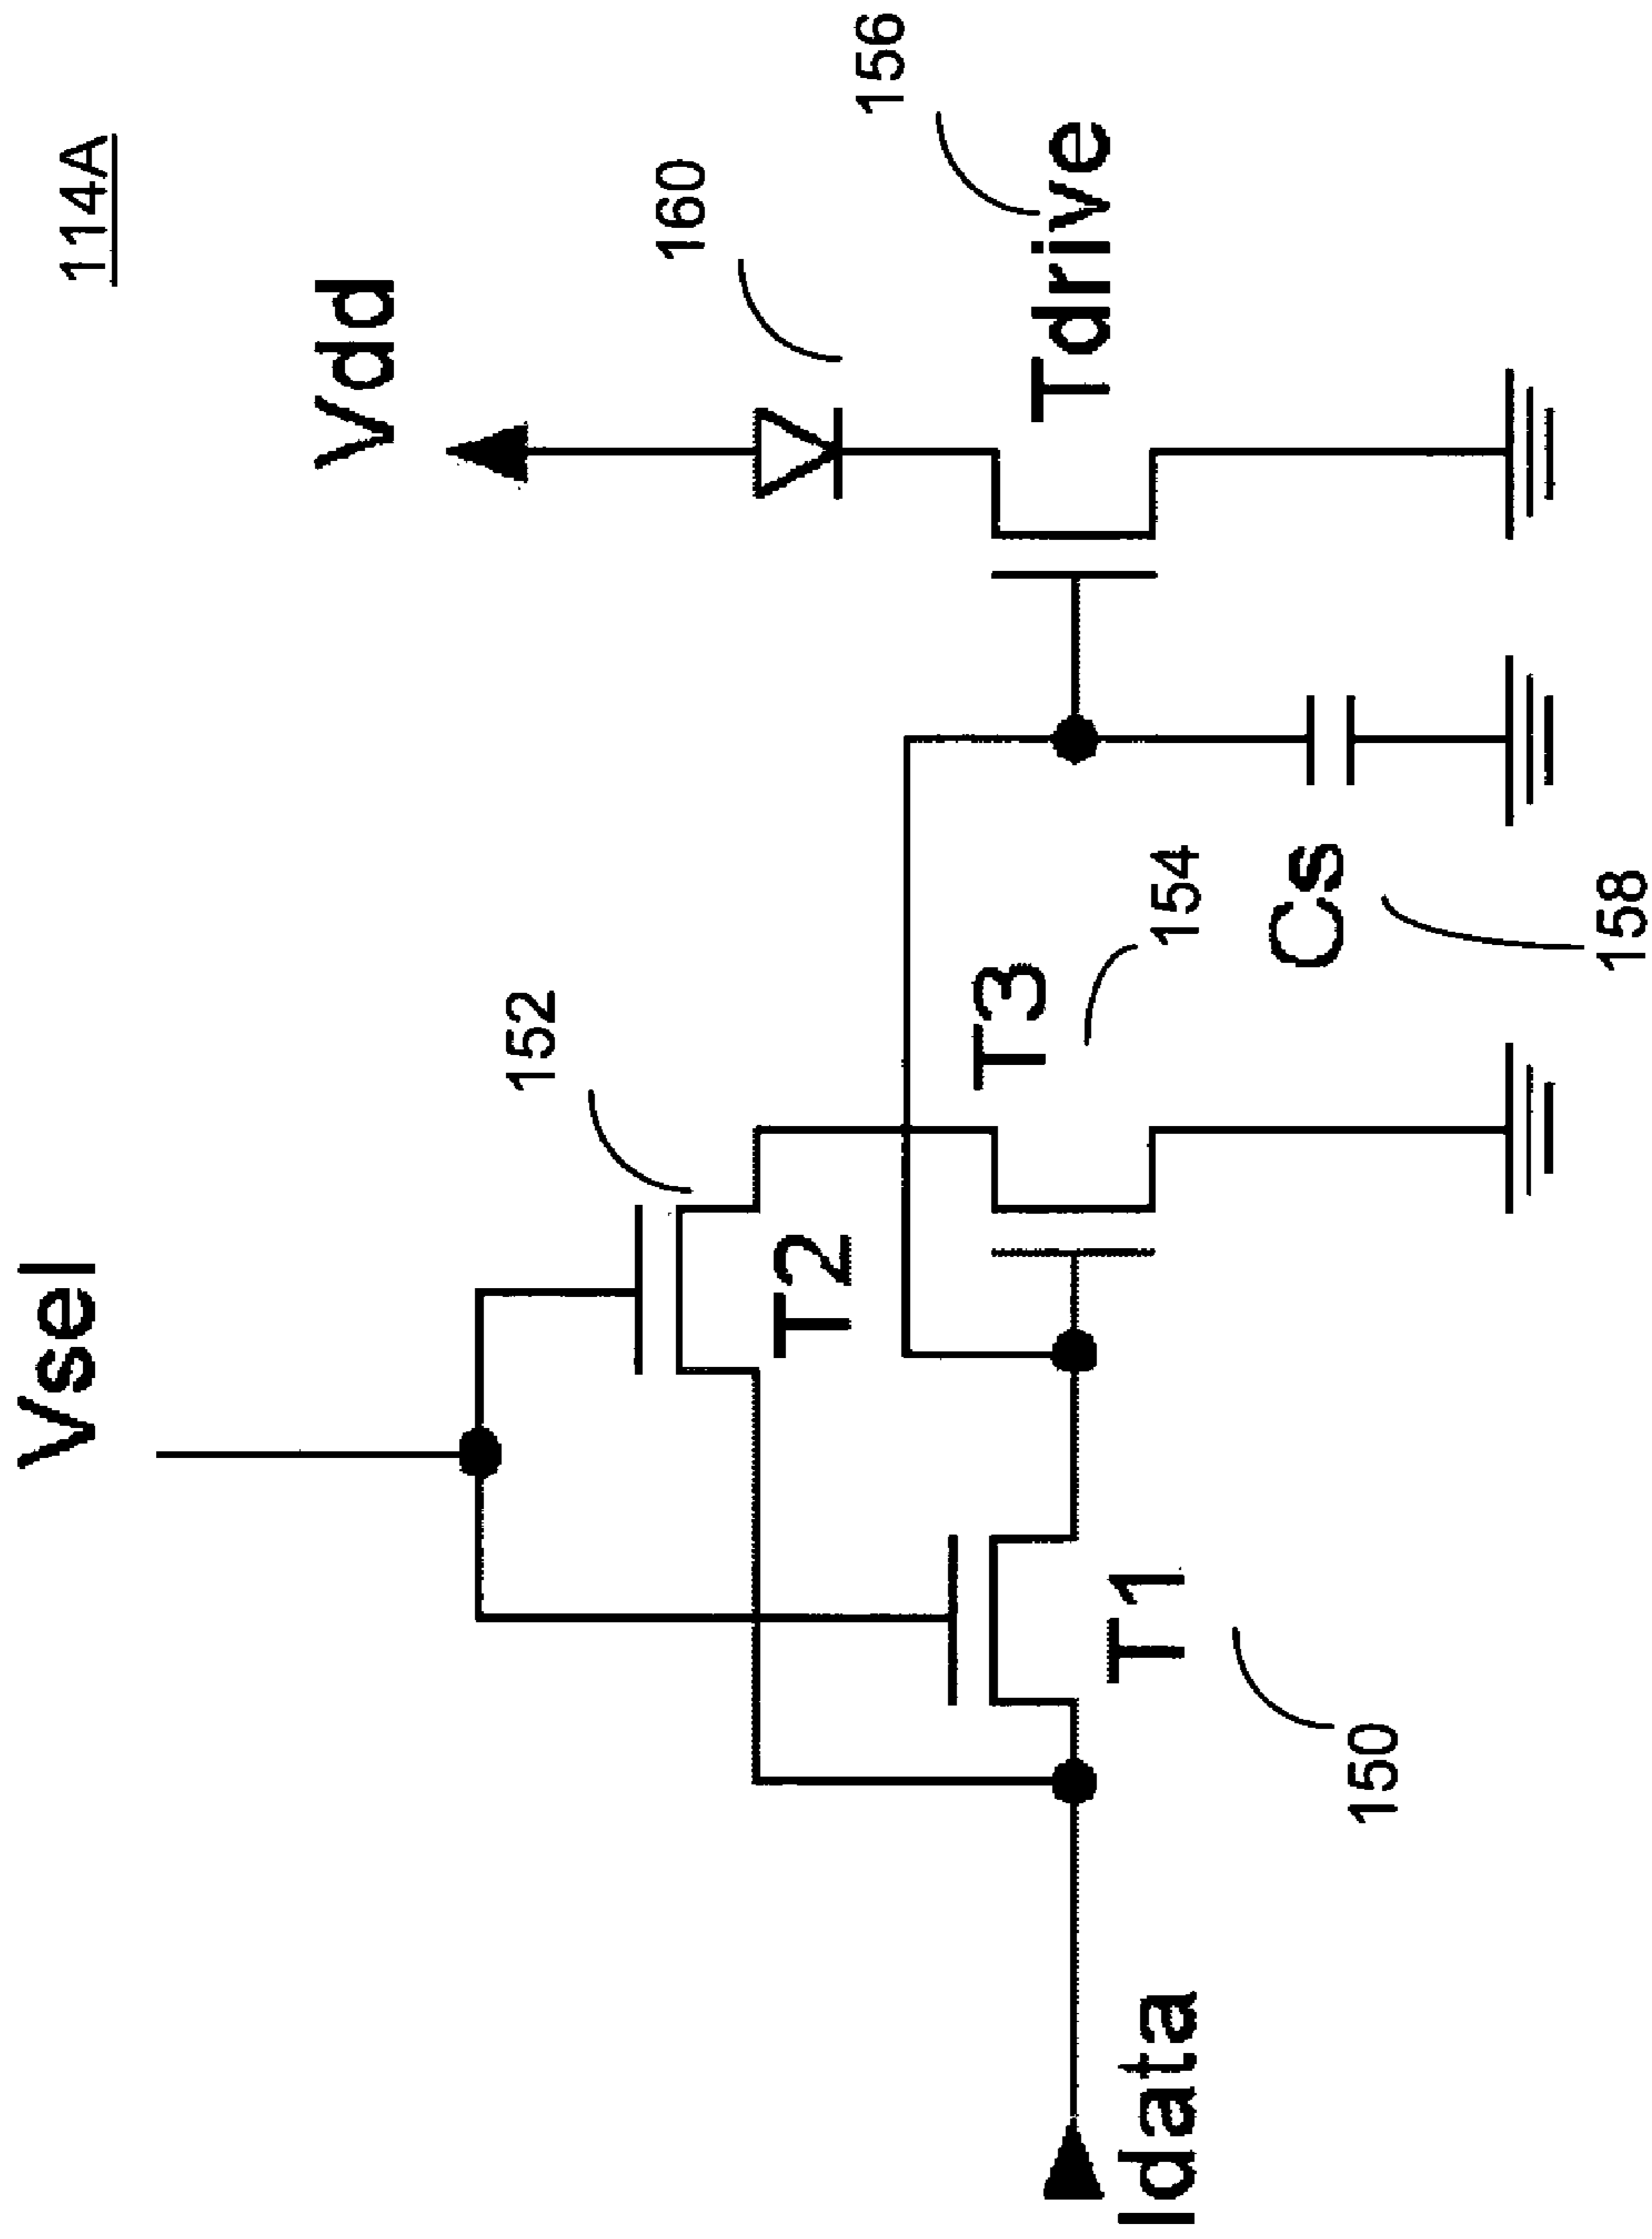 114A
Vsel
Vdd
152
160
156
T2
T3
154
Tdrive
T1
150
Cs
158
Idata